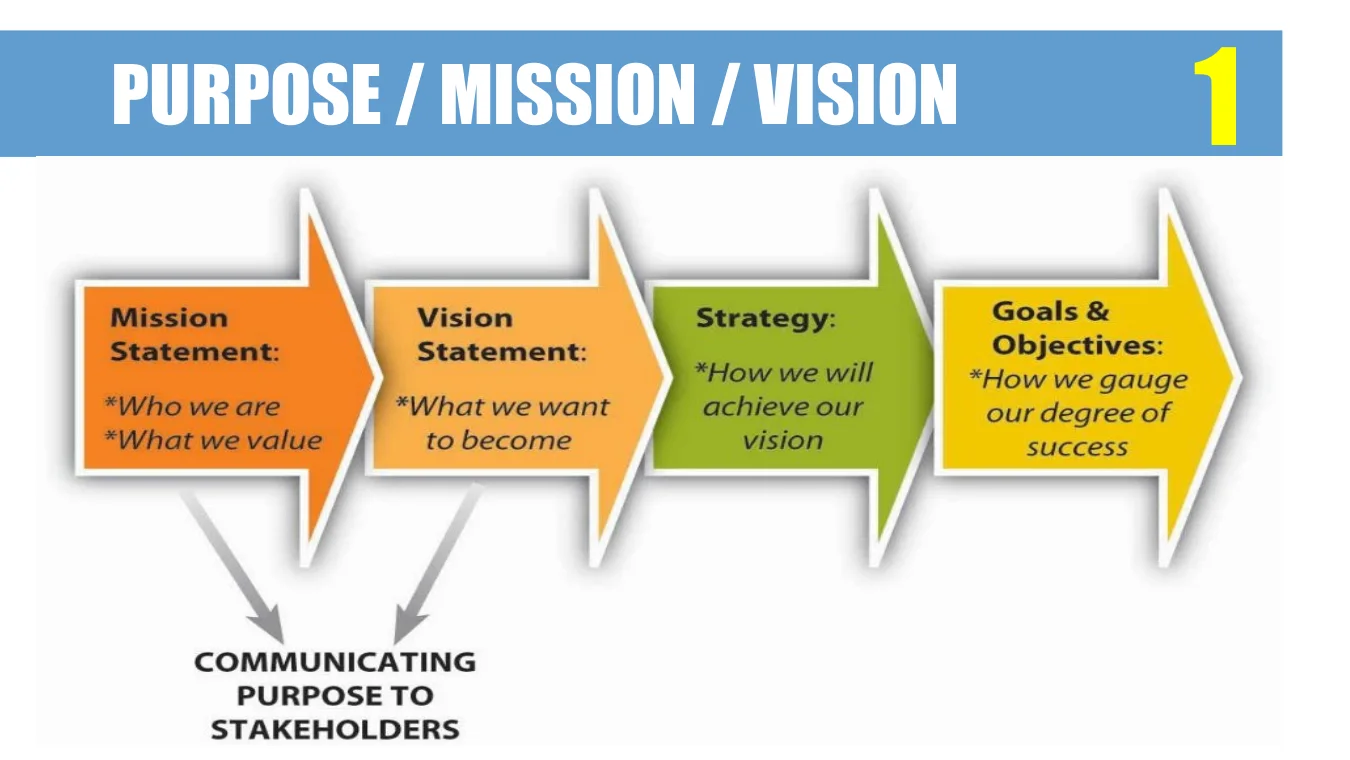 PURPOSE / MISSION / VISION
1
Mission
Statement:
*Who we are
*What we value
Vision
Statement:
*What we want
to become
Strategy:
*How we will
achieve our
vision
Goals &
Objectives:
*How we gauge
our degree of
success
COMMUNICATING
PURPOSE TO
STAKEHOLDERS